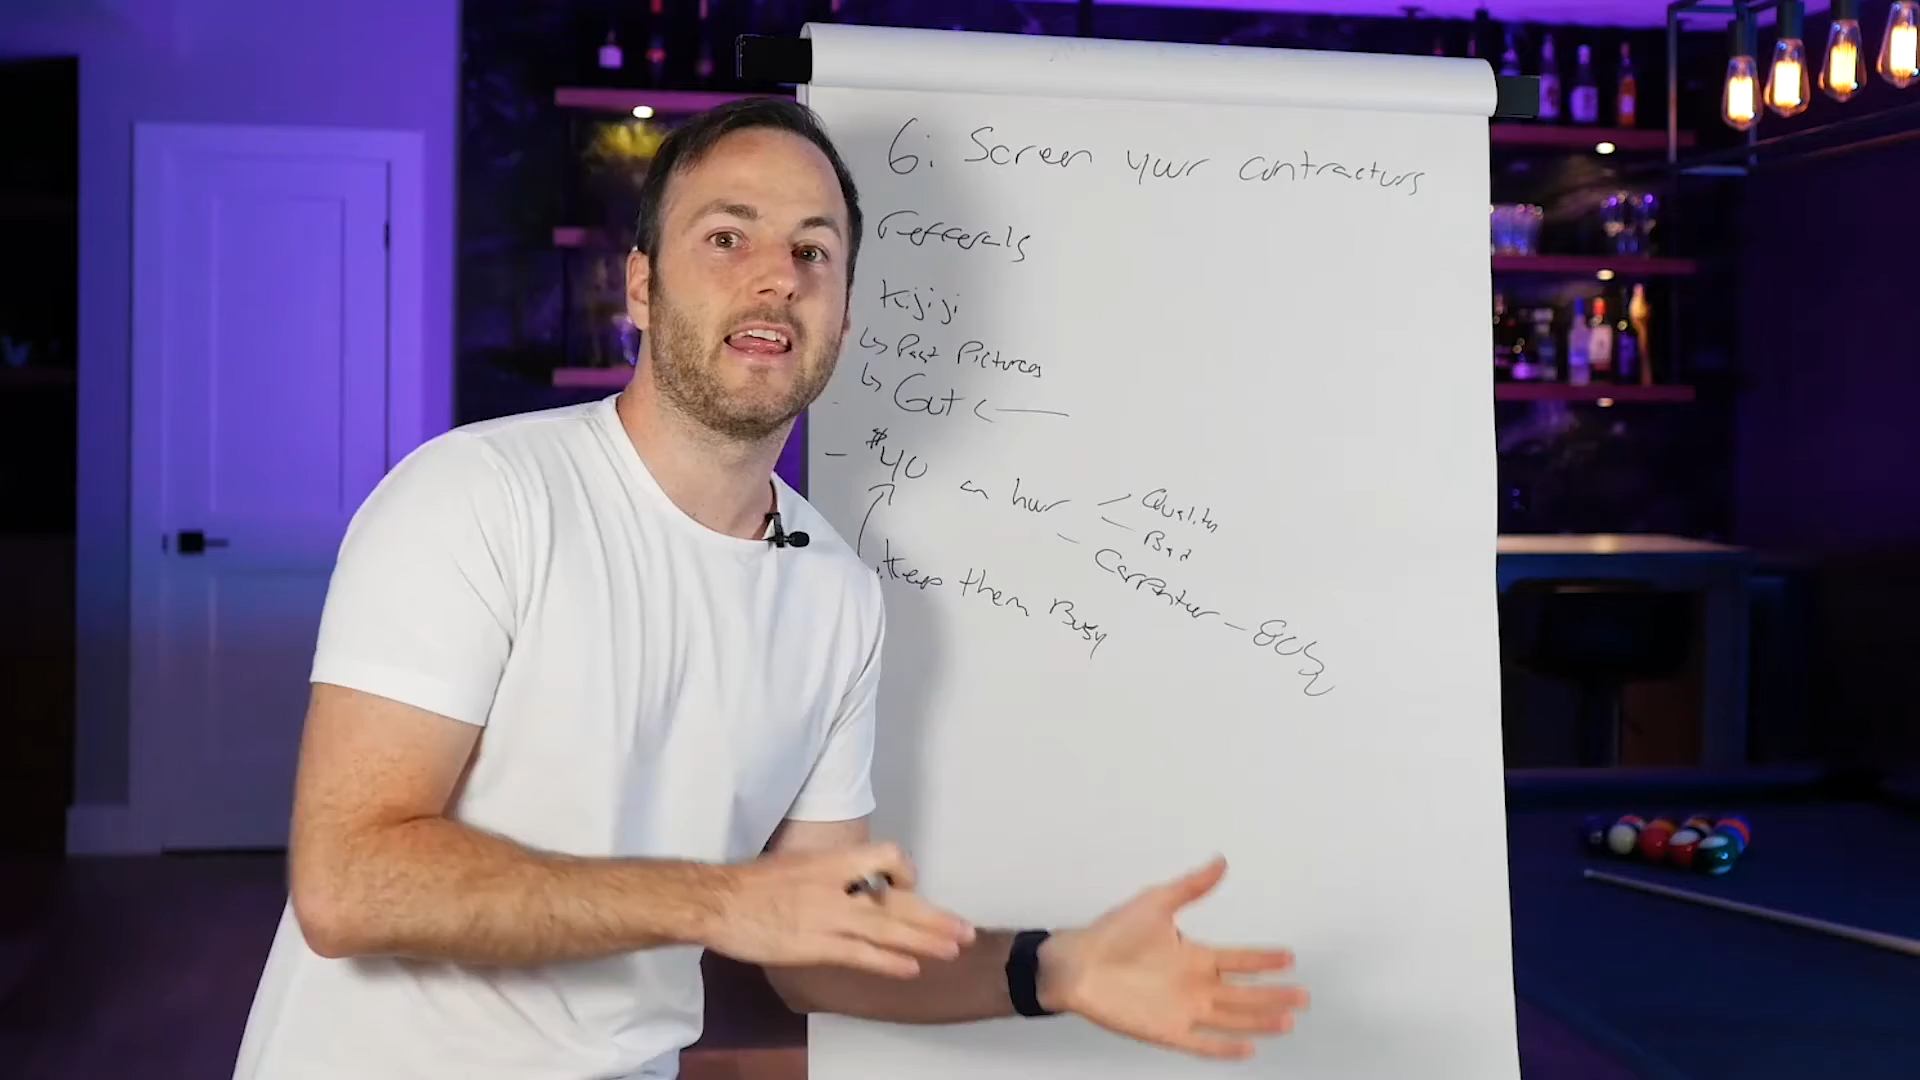 6: Screen your contractors
referrals
Kijiji
↳ Past Pictures
↳ Gut ←
- $40 an hour
Quality
Bad
- Carpenter -
Keep them Busy